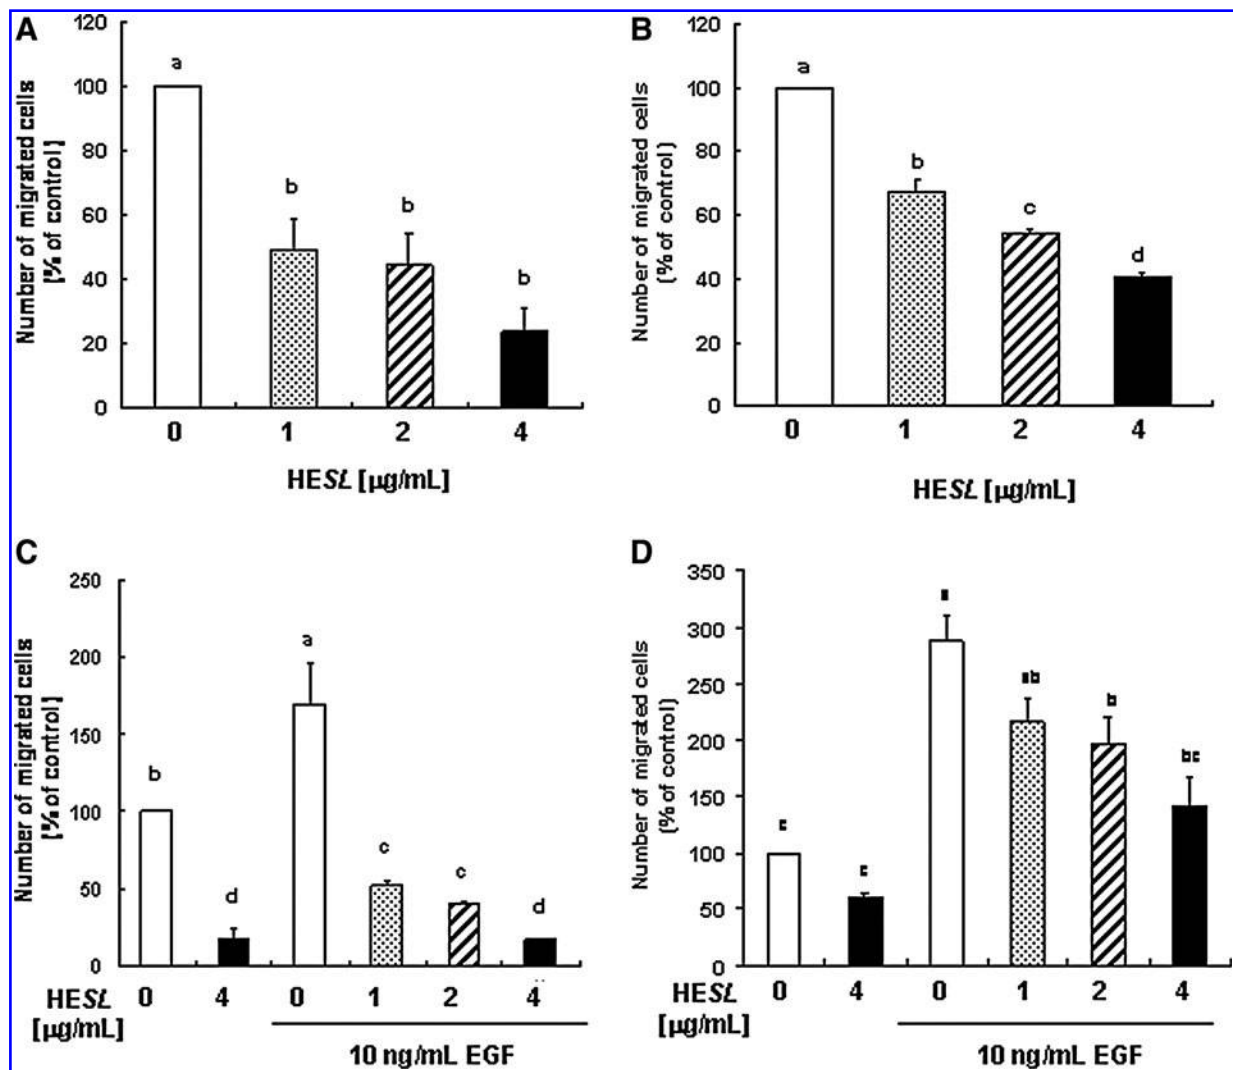 A
Number of migrated cells
[% of control]
120
100
80
60
40
20
0
a
b
b
b
0 1 2 4
HESL [µg/mL]
B
Number of migrated cells
(% of control)
120
100
80
60
40
20
0
a
b
c
d
0 1 2 4
HESL [µg/mL]
C
Number of migrated cells
[% of control]
250
200
150
100
50
0
b
d
a
c
c
d
HESL 0 4 0 1 2 4
[µg/mL]
10 ng/mL EGF
D
Number of migrated cells
(% of control)
350
300
250
200
150
100
50
0
b
bc
HESL 0 4 0 1 2 4
[µg/mL]
10 ng/mL EGF